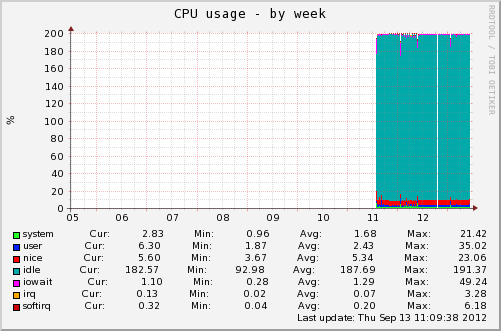 CPU usage - by week
RRDTOOL / TOBI OETIKER
%
200
180
160
140
120
100
80
60
40
20
0
05 06 07 08 09 10 11 12
system Cur: 2.83 Min: 0.96 Avg: 1.68 Max: 21.42
user Cur: 6.30 Min: 1.87 Avg: 2.43 Max: 35.02
nice Cur: 5.60 Min: 3.67 Avg: 5.34 Max: 23.06
idle Cur: 182.57 Min: 92.98 Avg: 187.69 Max: 191.37
iowait Cur: 1.10 Min: 0.28 Avg: 1.29 Max: 49.24
irq Cur: 0.13 Min: 0.02 Avg: 0.07 Max: 3.28
softirq Cur: 0.32 Min: 0.04 Avg: 0.20 Max: 6.18
Last update: Thu Sep 13 11:09:38 2012